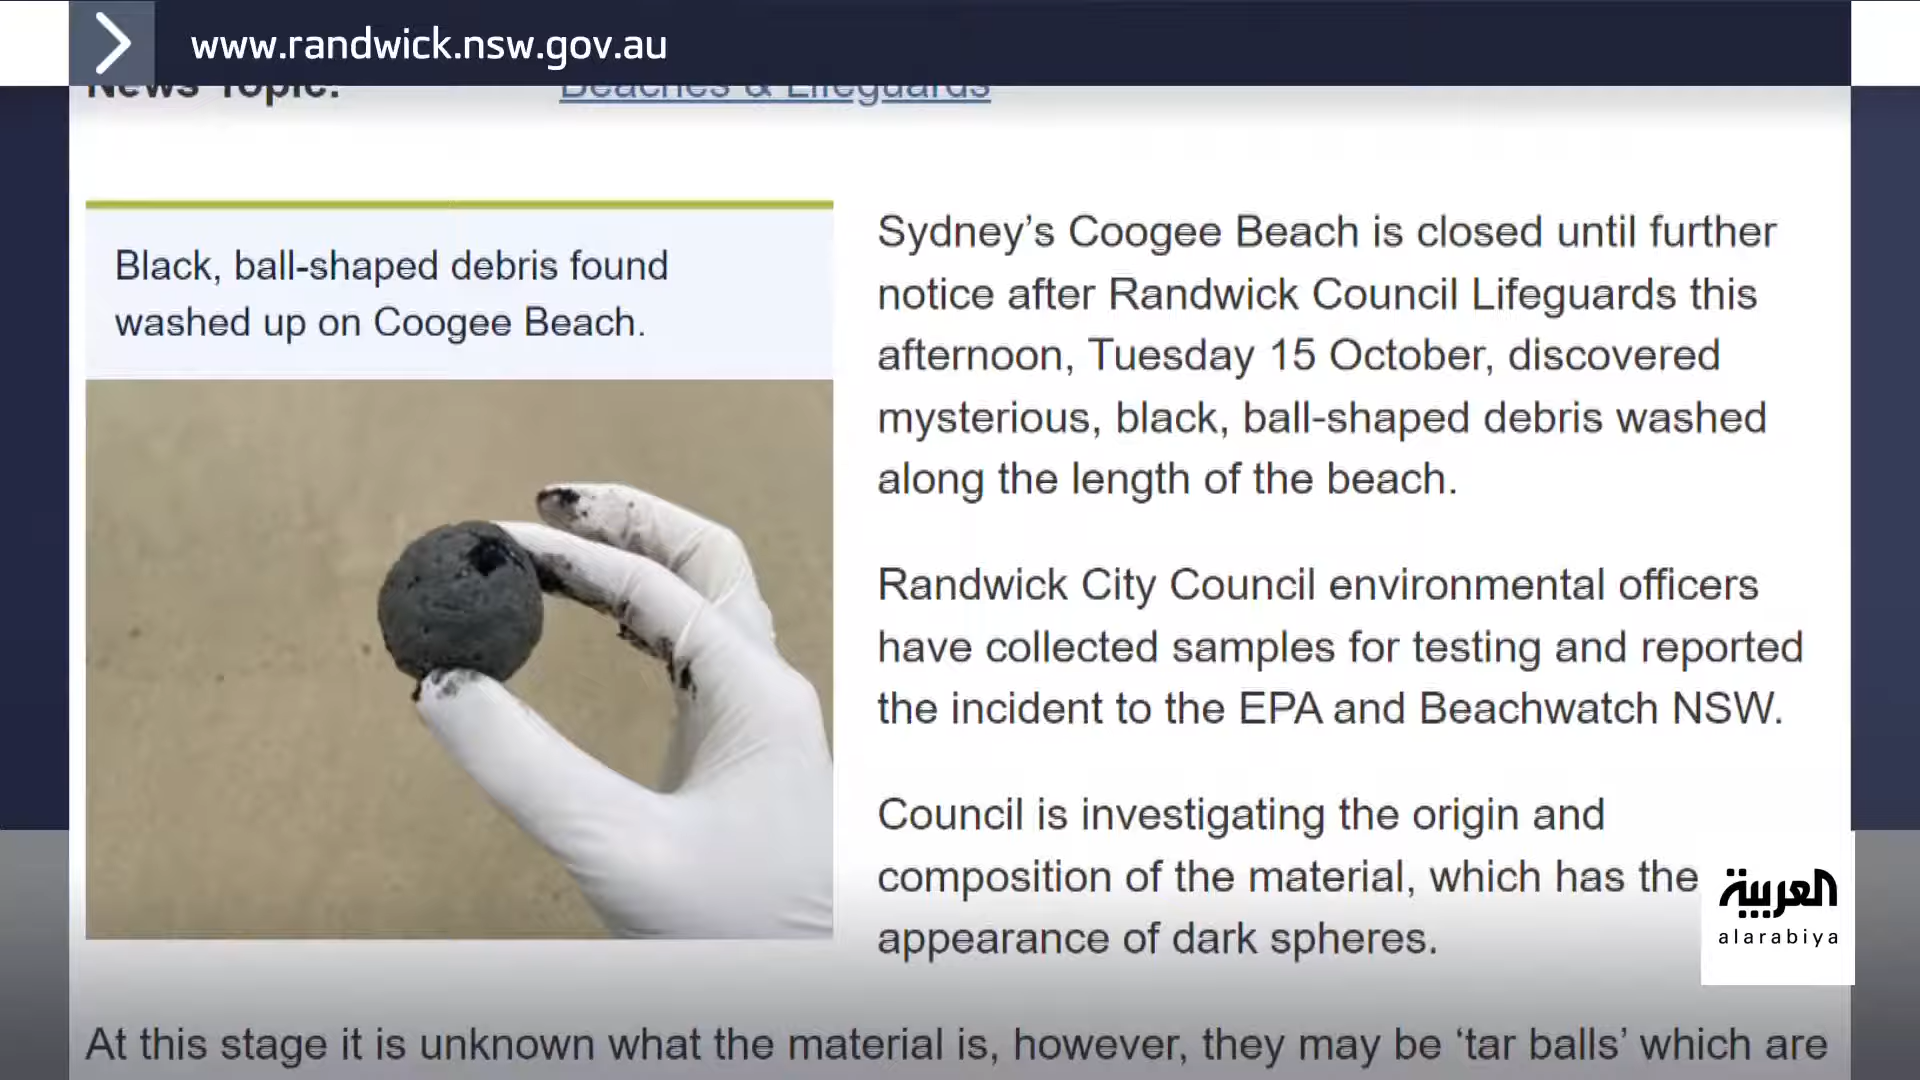 www.randwick.nsw.gov.au
News Topic:
Beaches & Lifeguards
Black, ball-shaped debris found
washed up on Coogee Beach.
Sydney’s Coogee Beach is closed until further
notice after Randwick Council Lifeguards this
afternoon, Tuesday 15 October, discovered
mysterious, black, ball-shaped debris washed
along the length of the beach.
Randwick City Council environmental officers
have collected samples for testing and reported
the incident to the EPA and Beachwatch NSW.
Council is investigating the origin and
composition of the material, which has the
appearance of dark spheres.
At this stage it is unknown what the material is, however, they may be ‘tar balls’ which are
العربية
alarabiya